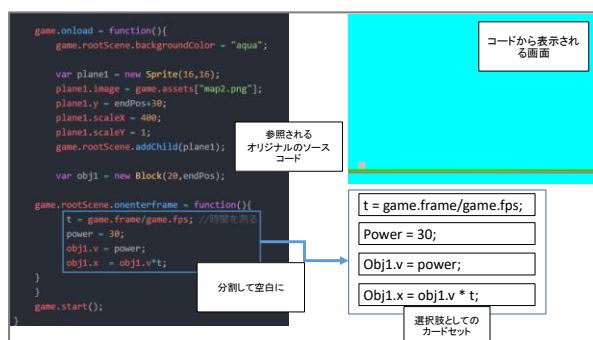 game.onload = function(){
game.rootScene.backgroundColor = "aqua";
var plane1 = new Sprite(16,16);
plane1.image = game.assets["map2.png"];
plane1.y = endPos+30;
plane1.scaleX = 400;
plane1.scaleY = 1;
game.rootScene.addChild(plane1);
var obj1 = new Block(20,endPos);
game.rootScene.onenterframe = function(){
t = game.frame/game.fps; //時間を測る
power = 30;
obj1.v = power;
obj1.x = obj1.v*t;
}
}
game.start();
}
参照される
オリジナルのソース
コード
分割して空白に
コードから表示され
る画面
t = game.frame/game.fps;
Power = 30;
Obj1.v = power;
Obj1.x = obj1.v * t;
選択肢としての
カードセット